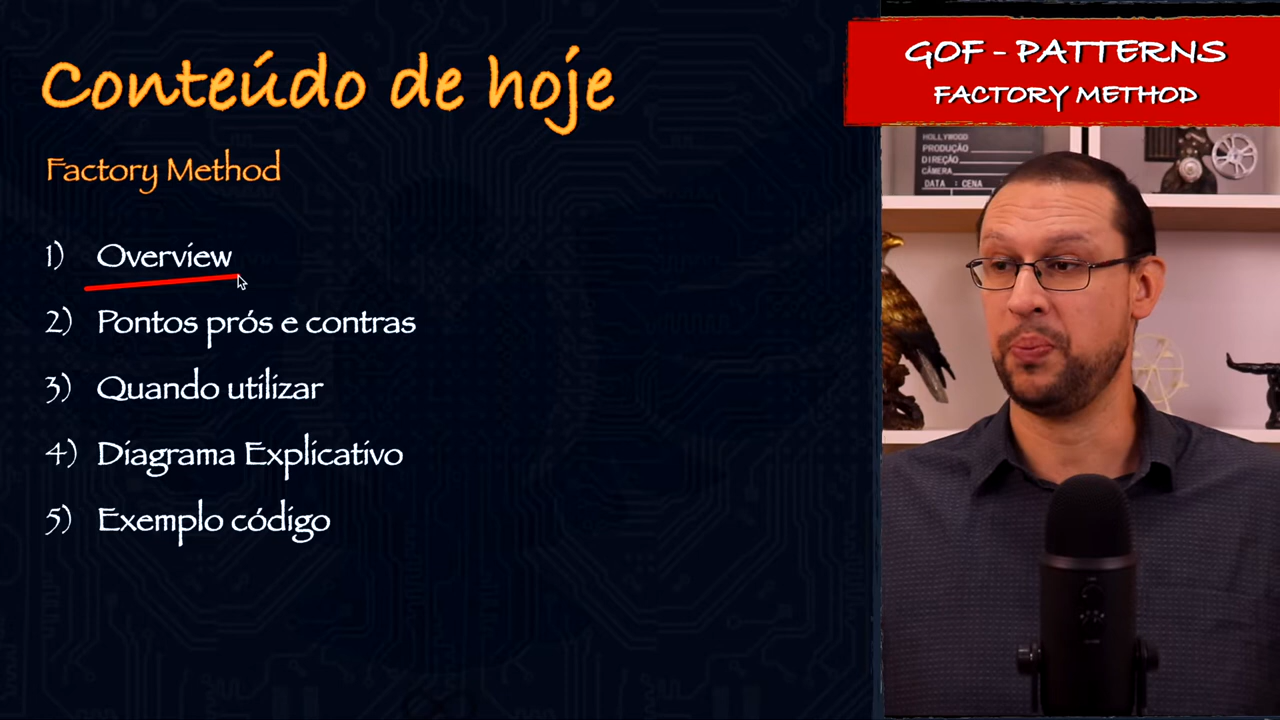 Conteúdo de hoje
Factory Method
1) Overview
2) Pontos prós e contras
3) Quando utilizar
4) Diagrama Explicativo
5) Exemplo código
GOF - PATTERNS
FACTORY METHOD
HOLLYWOOD
PRODUÇÃO
DIREÇÃO
CÂMERA
DATA : CENA